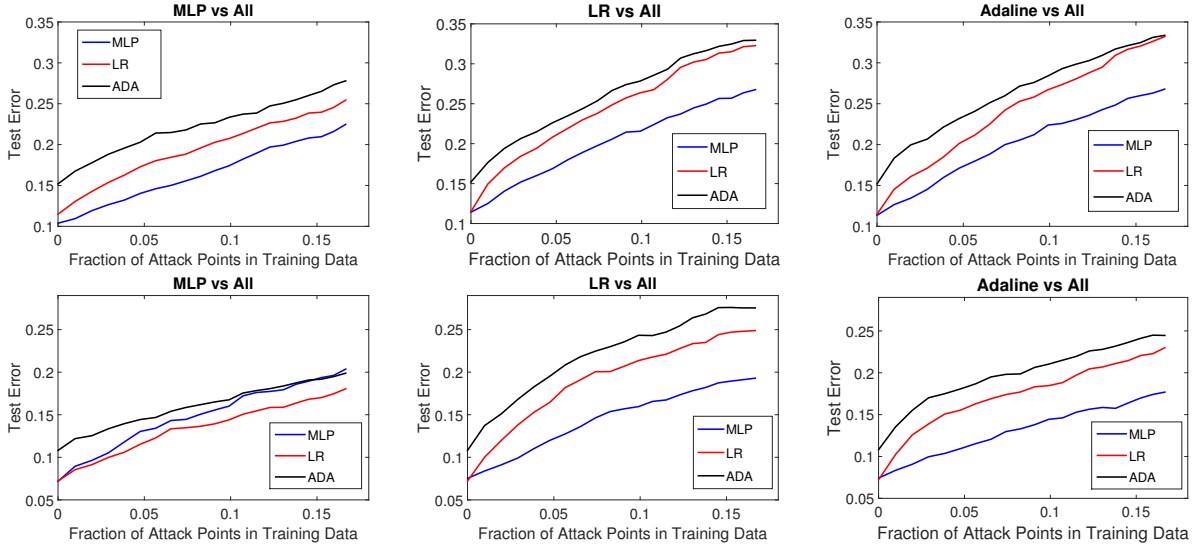 MLP vs All
Test Error
0.35
0.3
0.25
0.2
0.15
0.1
0
0.05
0.1
0.15
Fraction of Attack Points in Training Data
MLP
LR
ADA
LR vs All
Test Error
0.35
0.3
0.25
0.2
0.15
0.1
0
0.05
0.1
0.15
Fraction of Attack Points in Training Data
MLP
LR
ADA
Adaline vs All
Test Error
0.35
0.3
0.25
0.2
0.15
0.1
0
0.05
0.1
0.15
Fraction of Attack Points in Training Data
MLP
LR
ADA
MLP vs All
Test Error
0.25
0.2
0.15
0.1
0.05
0
0.05
0.1
0.15
Fraction of Attack Points in Training Data
MLP
LR
ADA
LR vs All
Test Error
0.25
0.2
0.15
0.1
0.05
0
0.05
0.1
0.15
Fraction of Attack Points in Training Data
MLP
LR
ADA
Adaline vs All
Test Error
0.25
0.2
0.15
0.1
0.05
0
0.05
0.1
0.15
Fraction of Attack Points in Training Data
MLP
LR
ADA